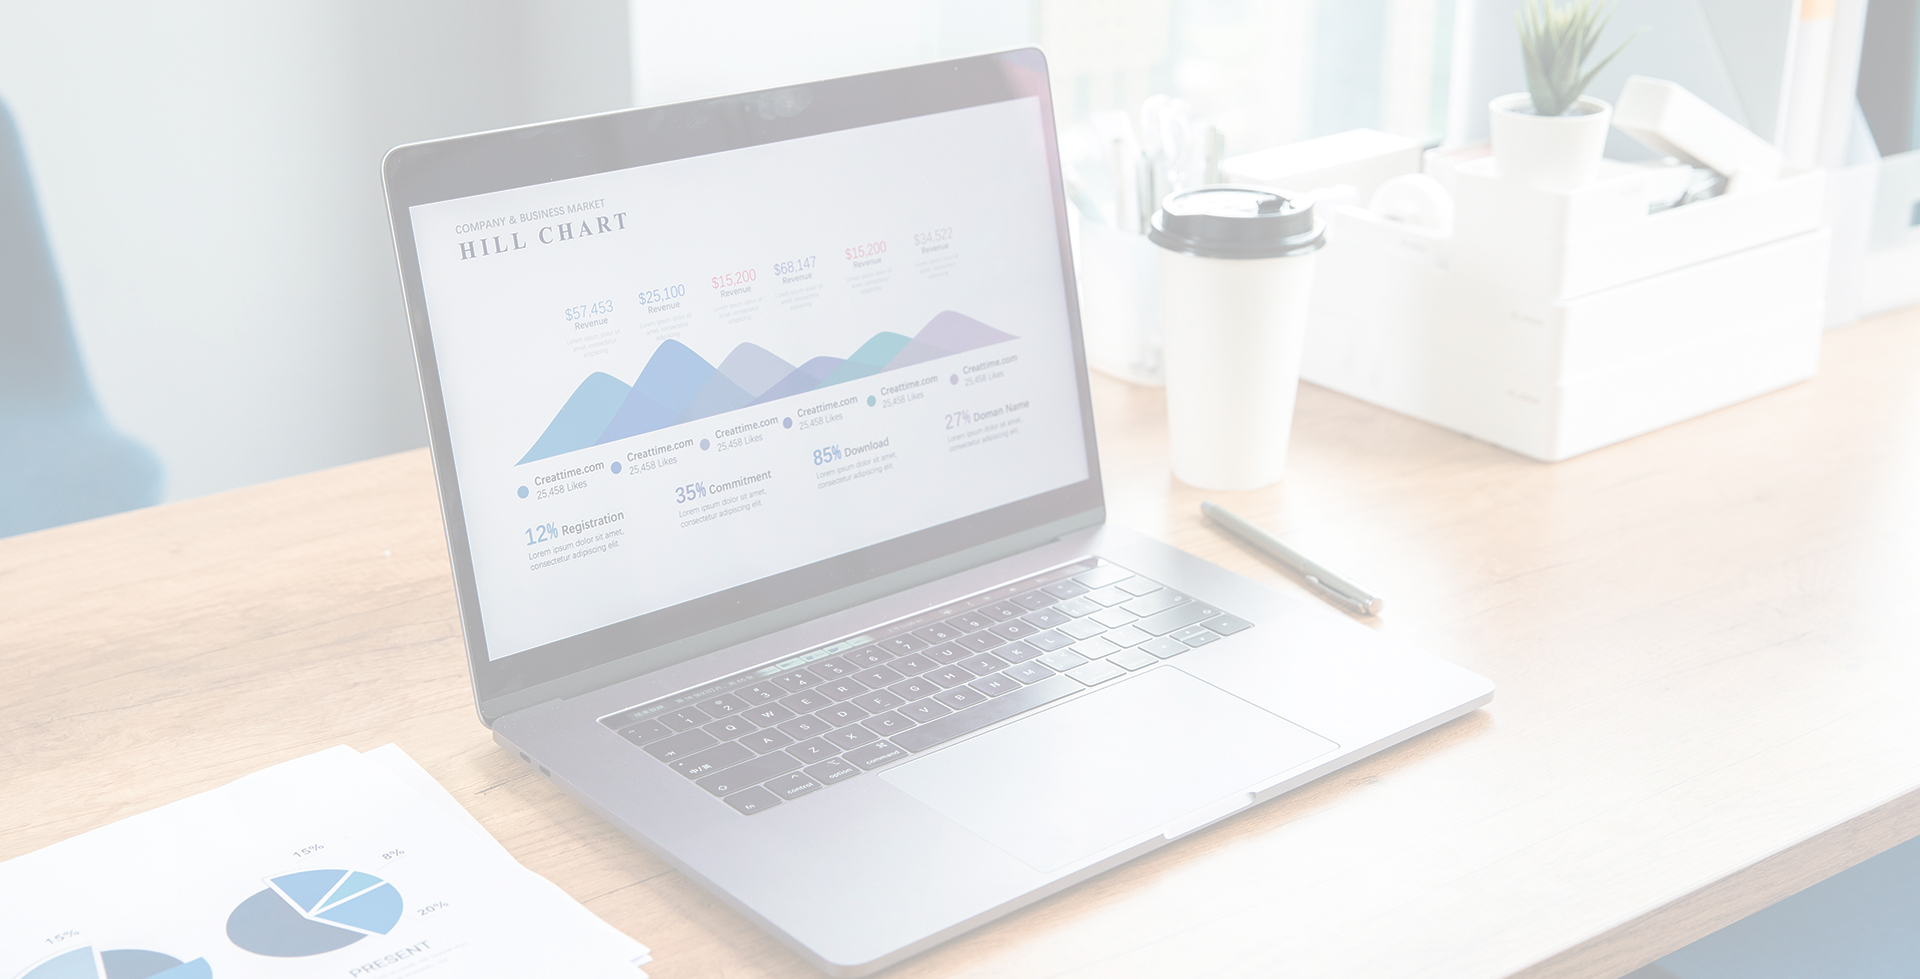 COMPANY & BUSINESS MARKET
HILL CHART
$57,453
Revenue
$25,100
Revenue
$15,200
Revenue
$68,147
Revenue
$15,200
Revenue
$34,522
Revenue
Creattime.com
25,458 Likes
Creattime.com
25,458 Likes
Creattime.com
25,458 Likes
Creattime.com
25,458 Likes
Creattime.com
25,458 Likes
Creattime.com
25,458 Likes
12% Registration
Lorem ipsum dolor sit amet,
consectetur adipiscing elit.
35% Commitment
Lorem ipsum dolor sit amet,
consectetur adipiscing elit.
85% Download
Lorem ipsum dolor sit amet,
consectetur adipiscing elit.
27% Doman Name
Lorem ipsum dolor sit amet,
consectetur adipiscing elit.
Q W E R T Y U I O P
A S D F G H J K L
Z X C V B N M
fn control option command
15%
8%
20%
PRESENT
15%